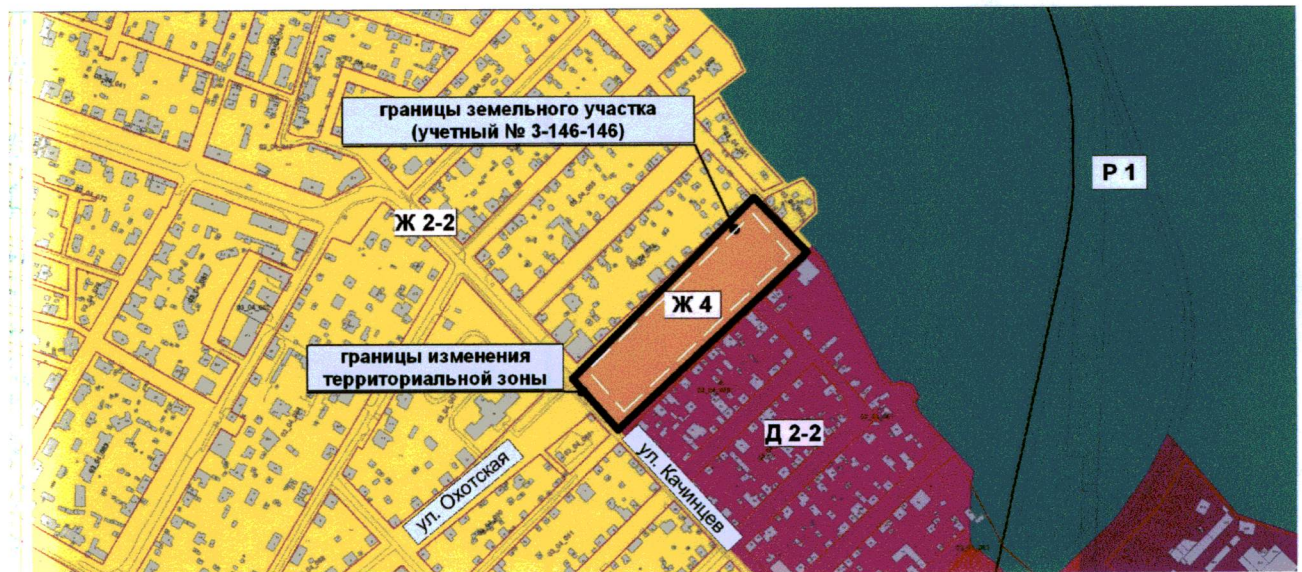 границы земельного участка
(учетный № 3-146-146)
Р 1
Ж 2-2
Ж 4
границы изменения
территориальной зоны
Д 2-2
ул. Охотская
ул. Качинцев